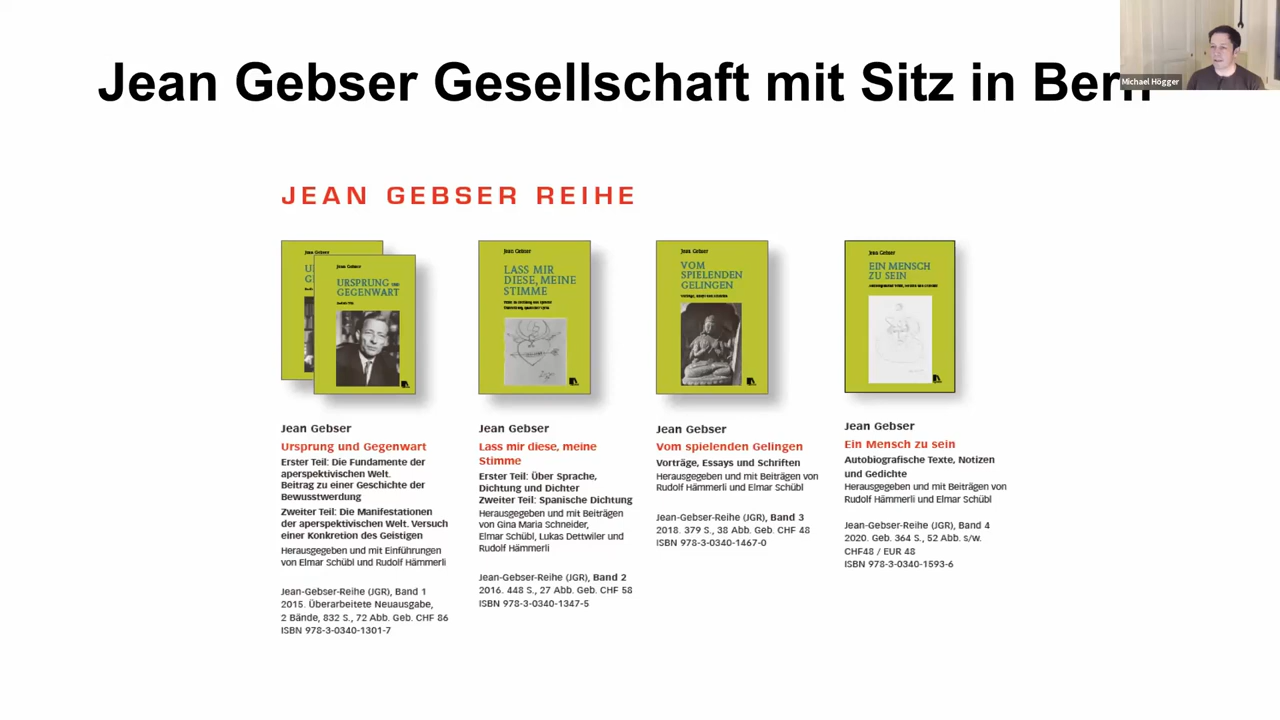 Jean Gebser Gesellschaft mit Sitz in Bern
Michael Högger
JEAN GEBSER REIHE
Jean Gebser
Jean Gebser
URSPRUNG UND
GEGENWART
Jean Gebser
LASS MIR
DIESE, MEINE
STIMME
Jean Gebser
VOM
SPIELENDEN
GELINGEN
Vorträge, Essays und Schriften
Jean Gebser
EIN MENSCH
ZU SEIN
Autobiografische Texte, Notizen und Gedichte
Jean Gebser
Ursprung und Gegenwart
Erster Teil: Die Fundamente der
aperspektivischen Welt.
Beitrag zu einer Geschichte der
Bewusstwerdung
Zweiter Teil: Die Manifestationen
der aperspektivischen Welt. Versuch
einer Konkretion des Geistigen
Herausgegeben und mit Einführungen
von Elmar Schübl und Rudolf Hämmerli
Jean-Gebser-Reihe (JGR), Band 1
2015. Überarbeitete Neuausgabe,
2 Bände, 832 S., 72 Abb. Geb. CHF 86
ISBN 978-3-0340-1301-7
Jean Gebser
Lass mir diese, meine
Stimme
Erster Teil: Über Sprache,
Dichtung und Dichter
Zweiter Teil: Spanische Dichtung
Herausgegeben und mit Beiträgen
von Gina Maria Schneider,
Elmar Schübl, Lukas Dettwiler und
Rudolf Hämmerli
Jean-Gebser-Reihe (JGR), Band 2
2016. 448 S., 27 Abb. Geb. CHF 58
ISBN 978-3-0340-1347-5
Jean Gebser
Vom spielenden Gelingen
Vorträge, Essays und Schriften
Herausgegeben und mit Beiträgen von
Rudolf Hämmerli und Elmar Schübl
Jean-Gebser-Reihe (JGR), Band 3
2018. 379 S., 38 Abb. Geb. CHF 48
ISBN 978-3-0340-1467-0
Jean Gebser
Ein Mensch zu sein
Autobiografische Texte, Notizen
und Gedichte
Herausgegeben und mit Beiträgen von
Rudolf Hämmerli und Elmar Schübl
Jean-Gebser-Reihe (JGR), Band 4
2020. Geb. 364 S., 52 Abb. s/w.
CHF48 / EUR 48
ISBN 978-3-0340-1593-6